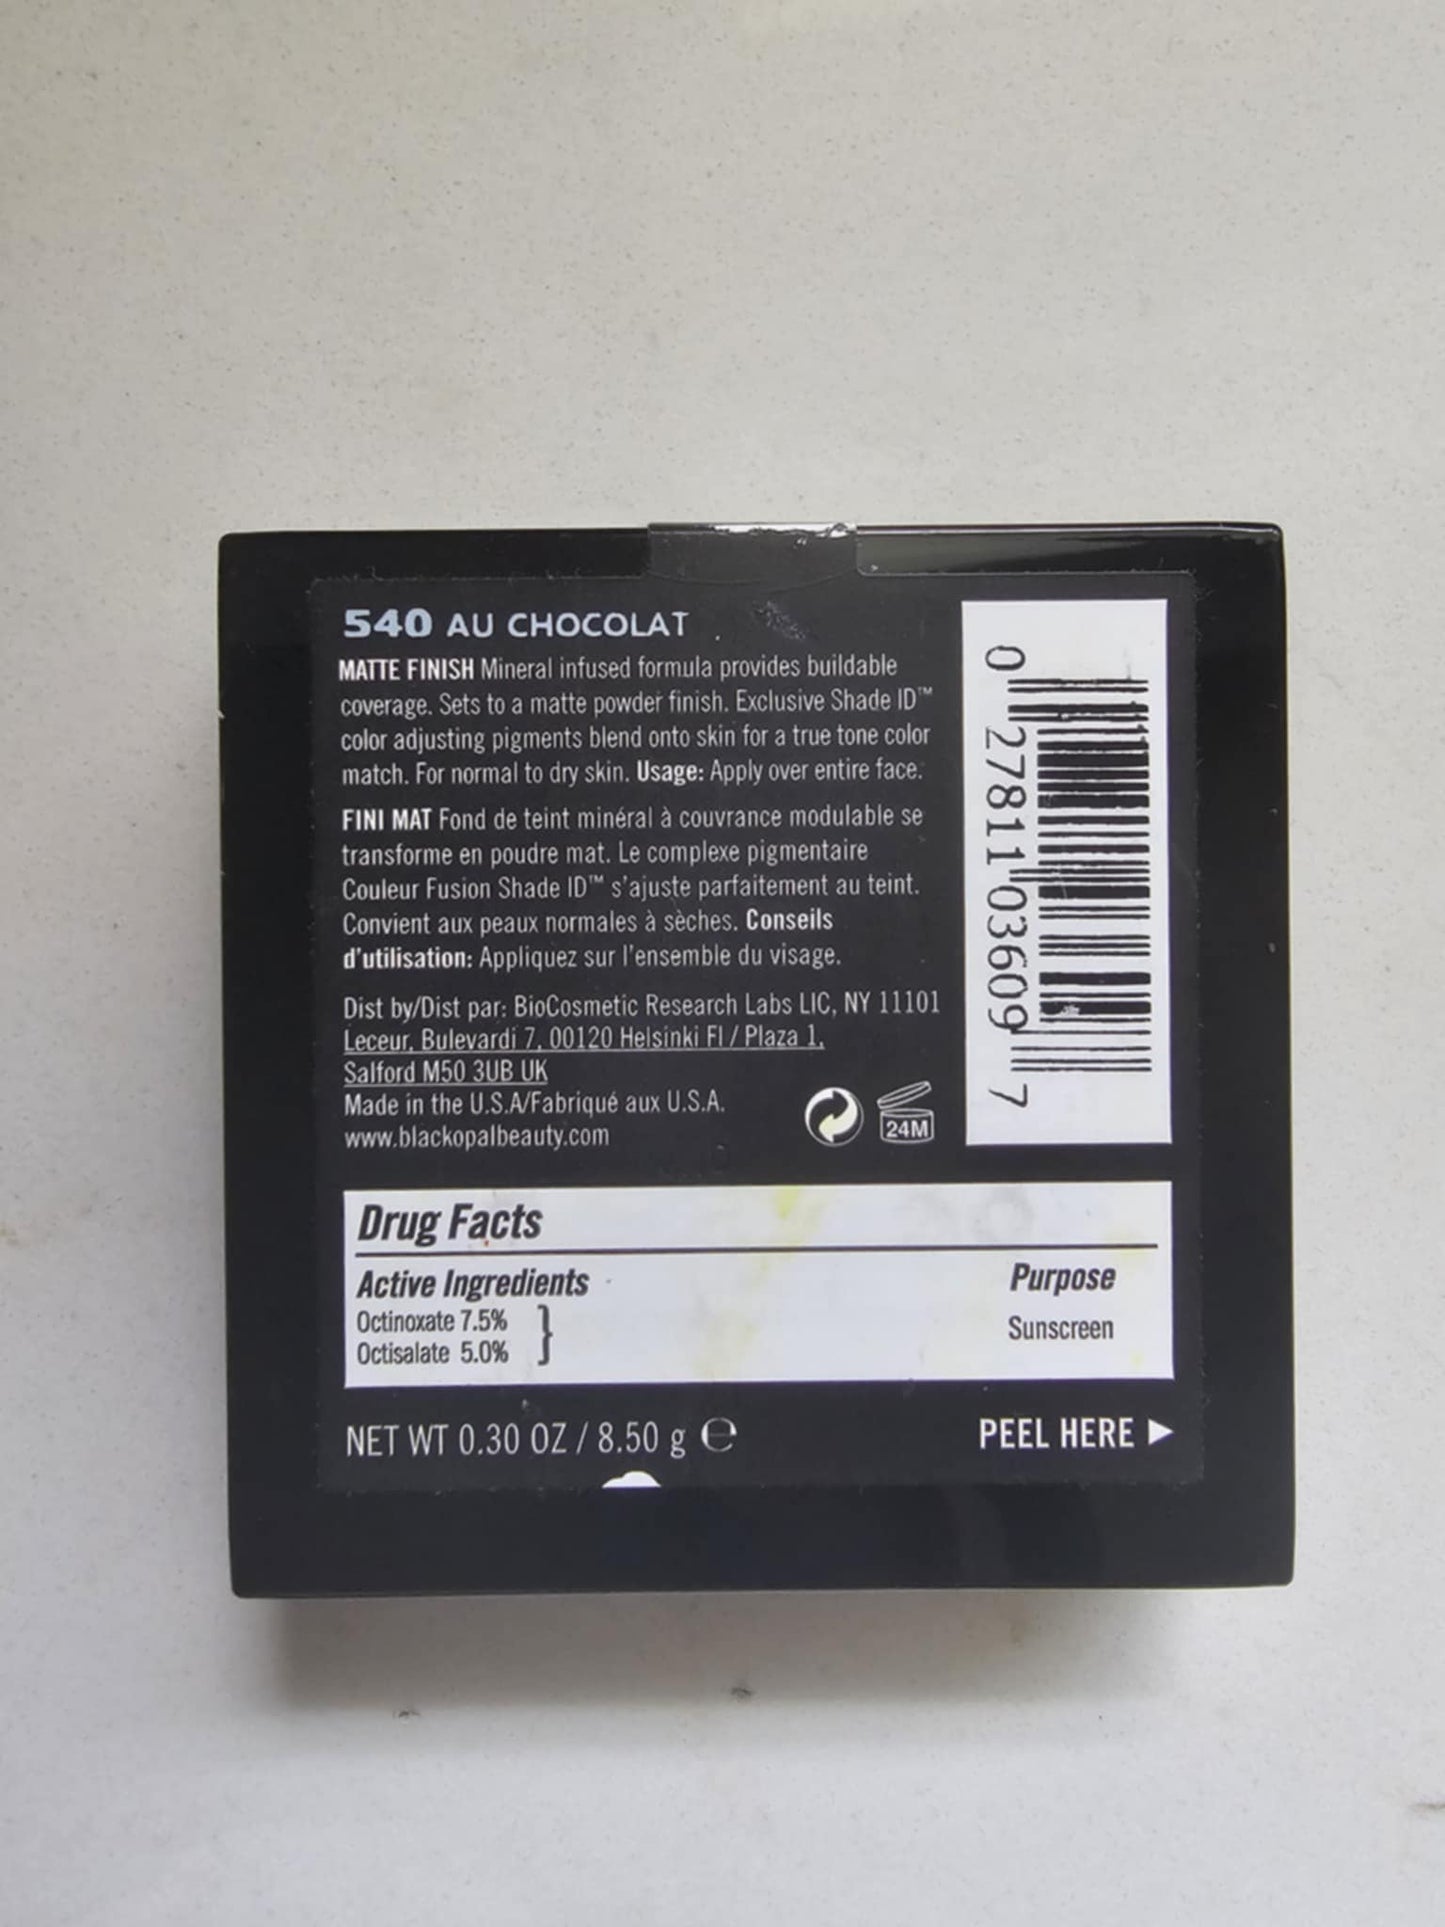 540 AU CHOCOLAT
MATTE FINISH Mineral infused formula provides buildable
coverage. Sets to a matte powder finish. Exclusive Shade ID™
color adjusting pigments blend onto skin for a true tone color
match. For normal to dry skin. Usage: Apply over entire face.
FINI MAT Fond de teint minéral à couvrance modulable se
transforme en poudre mat. Le complexe pigmentaire
Couleur Fusion Shade ID™ s'ajuste parfaitement au teint.
Convient aux peaux normales à sèches. Conseils
d'utilisation: Appliquez sur l'ensemble du visage.
Dist by/Dist par: BioCosmetic Research Labs LIC, NY 11101
Leceur, Bulevardi 7, 00120 Helsinki FI / Plaza 1,
Salford M50 3UB UK
Made in the U.S.A/Fabriqué aux U.S.A.
www.blackopalbeauty.com
24M
0 27811 03609 7
Drug Facts
Active Ingredients Purpose
Octinoxate 7.5%
Octisalate 5.0%
Sunscreen
NET WT 0.30 OZ / 8.50 g ℮
PEEL HERE ►